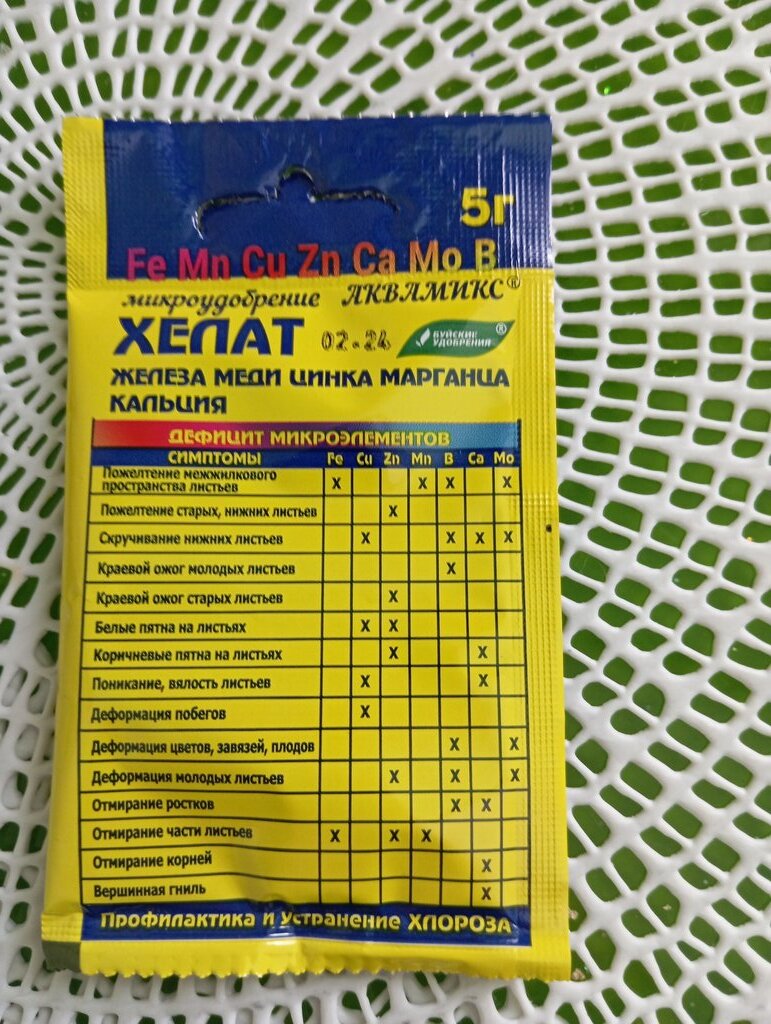 5г
Fe Mn Cu Zn Ca Mo B
микроудобрение АКВАМИКС®
ХЕЛАТ 02-24 БУЙСКИЕ УДОБРЕНИЯ ®
ЖЕЛЕЗА МЕДИ ЦИНКА МАРГАНЦА
КАЛЬЦИЯ
ДЕФИЦИТ МИКРОЭЛЕМЕНТОВ
СИМПТОМЫ Fe Cu Zn Mn B Ca Mo
Пожелтение межжилкового
пространства листьев X X X X
Пожелтение старых, нижних листьев X
Скручивание нижних листьев X X X X
Краевой ожог молодых листьев X
Краевой ожог старых листьев X
Белые пятна на листьях X X
Коричневые пятна на листьях X X
Поникание, вялость листьев X X
Деформация побегов X
Деформация цветов, завязей, плодов X X
Деформация молодых листьев X X X
Отмирание ростков X X
Отмирание части листьев X X X
Отмирание корней X
Вершинная гниль X
Профилактика и Устранение ХЛОРОЗА